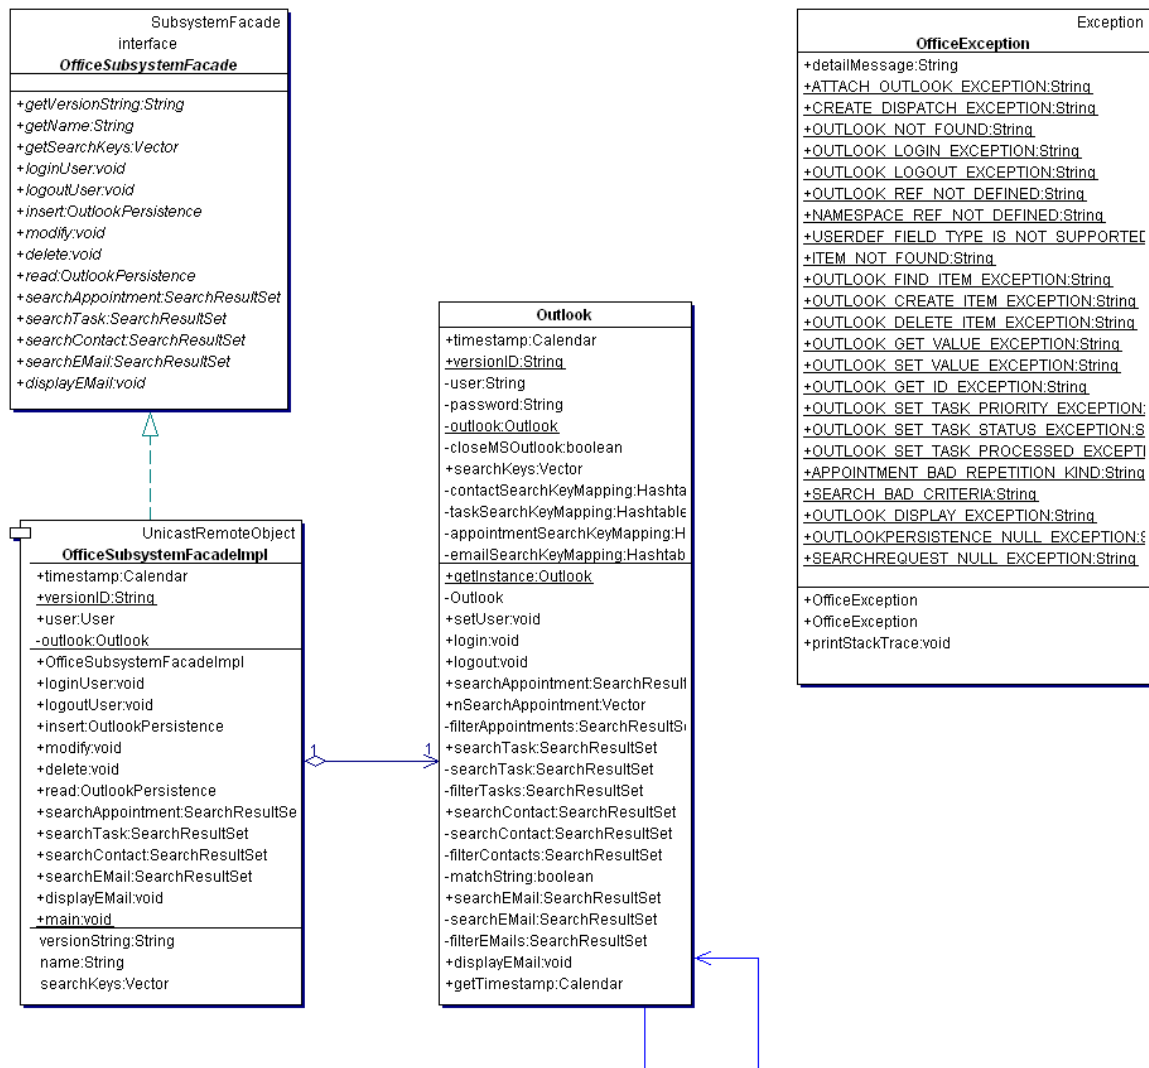 SubsystemFacade
interface
OfficeSubsystemFacade
+getVersionString:String
+getName:String
+getSearchKeys:Vector
+loginUser:void
+logoutUser:void
+insert:OutlookPersistence
+modify:void
+delete:void
+read:OutlookPersistence
+searchAppointment:SearchResultSet
+searchTask:SearchResultSet
+searchContact:SearchResultSet
+searchEMail:SearchResultSet
+displayEMail:void
UnicastRemoteObject
OfficeSubsystemFacadeImpl
+timestamp:Calendar
+versionID:String
+user:User
-outlook:Outlook
+OfficeSubsystemFacadeImpl
+loginUser:void
+logoutUser:void
+insert:OutlookPersistence
+modify:void
+delete:void
+read:OutlookPersistence
+searchAppointment:SearchResultSe
+searchTask:SearchResultSet
+searchContact:SearchResultSet
+searchEMail:SearchResultSet
+displayEMail:void
+main:void
versionString:String
name:String
searchKeys:Vector
1
1
Outlook
+timestamp:Calendar
+versionID:String
-user:String
-password:String
-outlook:Outlook
-closeMSOutlook:boolean
+searchKeys:Vector
-contactSearchKeyMapping:Hashta
-taskSearchKeyMapping:Hashtable
-appointmentSearchKeyMapping:H
-emailSearchKeyMapping:Hashtab
+getInstance:Outlook
-Outlook
+setUser:void
+login:void
+logout:void
+searchAppointment:SearchResult
+nSearchAppointment:Vector
-filterAppointments:SearchResultS
+searchTask:SearchResultSet
-searchTask:SearchResultSet
-filterTasks:SearchResultSet
+searchContact:SearchResultSet
-searchContact:SearchResultSet
-filterContacts:SearchResultSet
-matchString:boolean
+searchEMail:SearchResultSet
-searchEMail:SearchResultSet
-filterEMails:SearchResultSet
+displayEMail:void
+getTimestamp:Calendar
Exception
OfficeException
+detailMessage:String
+ATTACH_OUTLOOK_EXCEPTION:String
+CREATE_DISPATCH_EXCEPTION:String
+OUTLOOK_NOT_FOUND:String
+OUTLOOK_LOGIN_EXCEPTION:String
+OUTLOOK_LOGOUT_EXCEPTION:String
+OUTLOOK_REF_NOT_DEFINED:String
+NAMESPACE_REF_NOT_DEFINED:String
+USERDEF_FIELD_TYPE_IS_NOT_SUPPORTED
+ITEM_NOT_FOUND:String
+OUTLOOK_FIND_ITEM_EXCEPTION:String
+OUTLOOK_CREATE_ITEM_EXCEPTION:String
+OUTLOOK_DELETE_ITEM_EXCEPTION:String
+OUTLOOK_GET_VALUE_EXCEPTION:String
+OUTLOOK_SET_VALUE_EXCEPTION:String
+OUTLOOK_GET_ID_EXCEPTION:String
+OUTLOOK_SET_TASK_PRIORITY_EXCEPTION:
+OUTLOOK_SET_TASK_STATUS_EXCEPTION:S
+OUTLOOK_SET_TASK_PROCESSED_EXCEPTI
+APPOINTMENT_BAD_REPETITION_KIND:String
+SEARCH_BAD_CRITERIA:String
+OUTLOOK_DISPLAY_EXCEPTION:String
+OUTLOOKPERSISTENCE_NULL_EXCEPTION:S
+SEARCHREQUEST_NULL_EXCEPTION:String
+OfficeException
+OfficeException
+printStackTrace:void